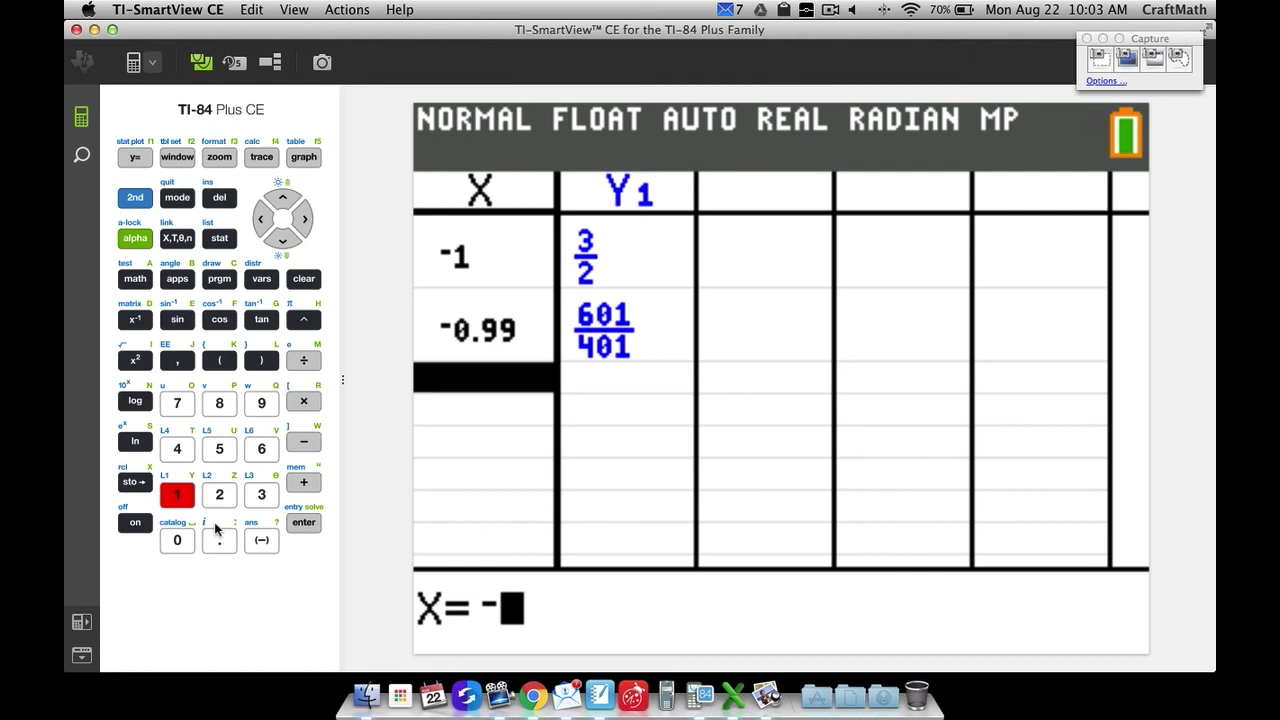 TI-SmartView CE Edit View Actions Help 7 70% Mon Aug 22 10:03 AM CraftMath
TI-SmartView™ CE for the TI-84 Plus Family
Capture
Options ...
TI-84 Plus CE
stat plot f1 tbl set f2 format f3 calc f4 table f5
y= window zoom trace graph
quit ins
2nd mode del
a-lock link list
alpha X,T,θ,n stat
test A angle B draw C distr
math apps prgm vars clear
matrix D sin⁻¹ E cos⁻¹ F tan⁻¹ G π H
x⁻¹ sin cos tan ^
√‾ I EE J { K } L e M
x² , ( ) ÷
10ˣ N u O v P w Q [ R
log 7 8 9 ×
eˣ S L4 T L5 U L6 V ] W
ln 4 5 6 −
rcl X L1 Y L2 Z L3 θ mem “
sto→ 1 2 3 +
off catalog ⎵ i : ans ? entry solve
on 0 . (−) enter
NORMAL FLOAT AUTO REAL RADIAN MP
X Y1
-1 3/2
-0.99 601/401
X= -
22 84